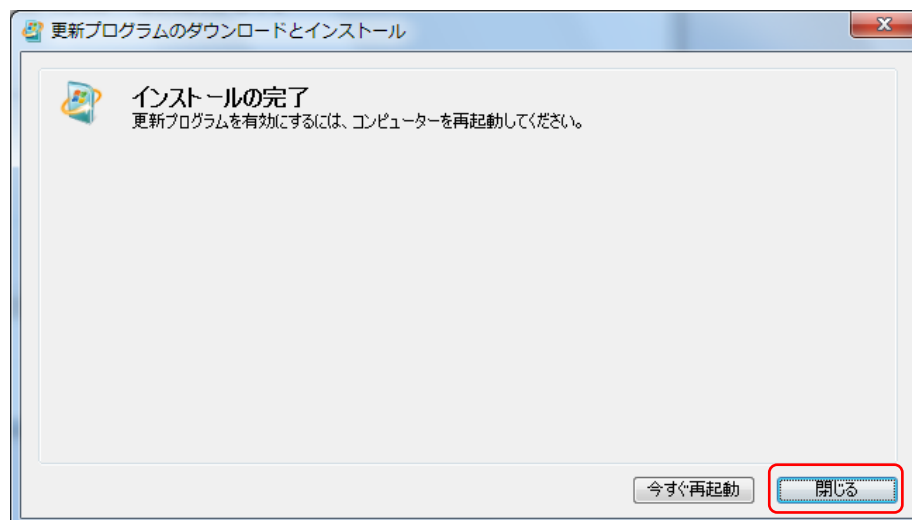 更新プログラムのダウンロードとインストール
インストールの完了
更新プログラムを有効にするには、コンピューターを再起動してください。
今すぐ再起動
閉じる